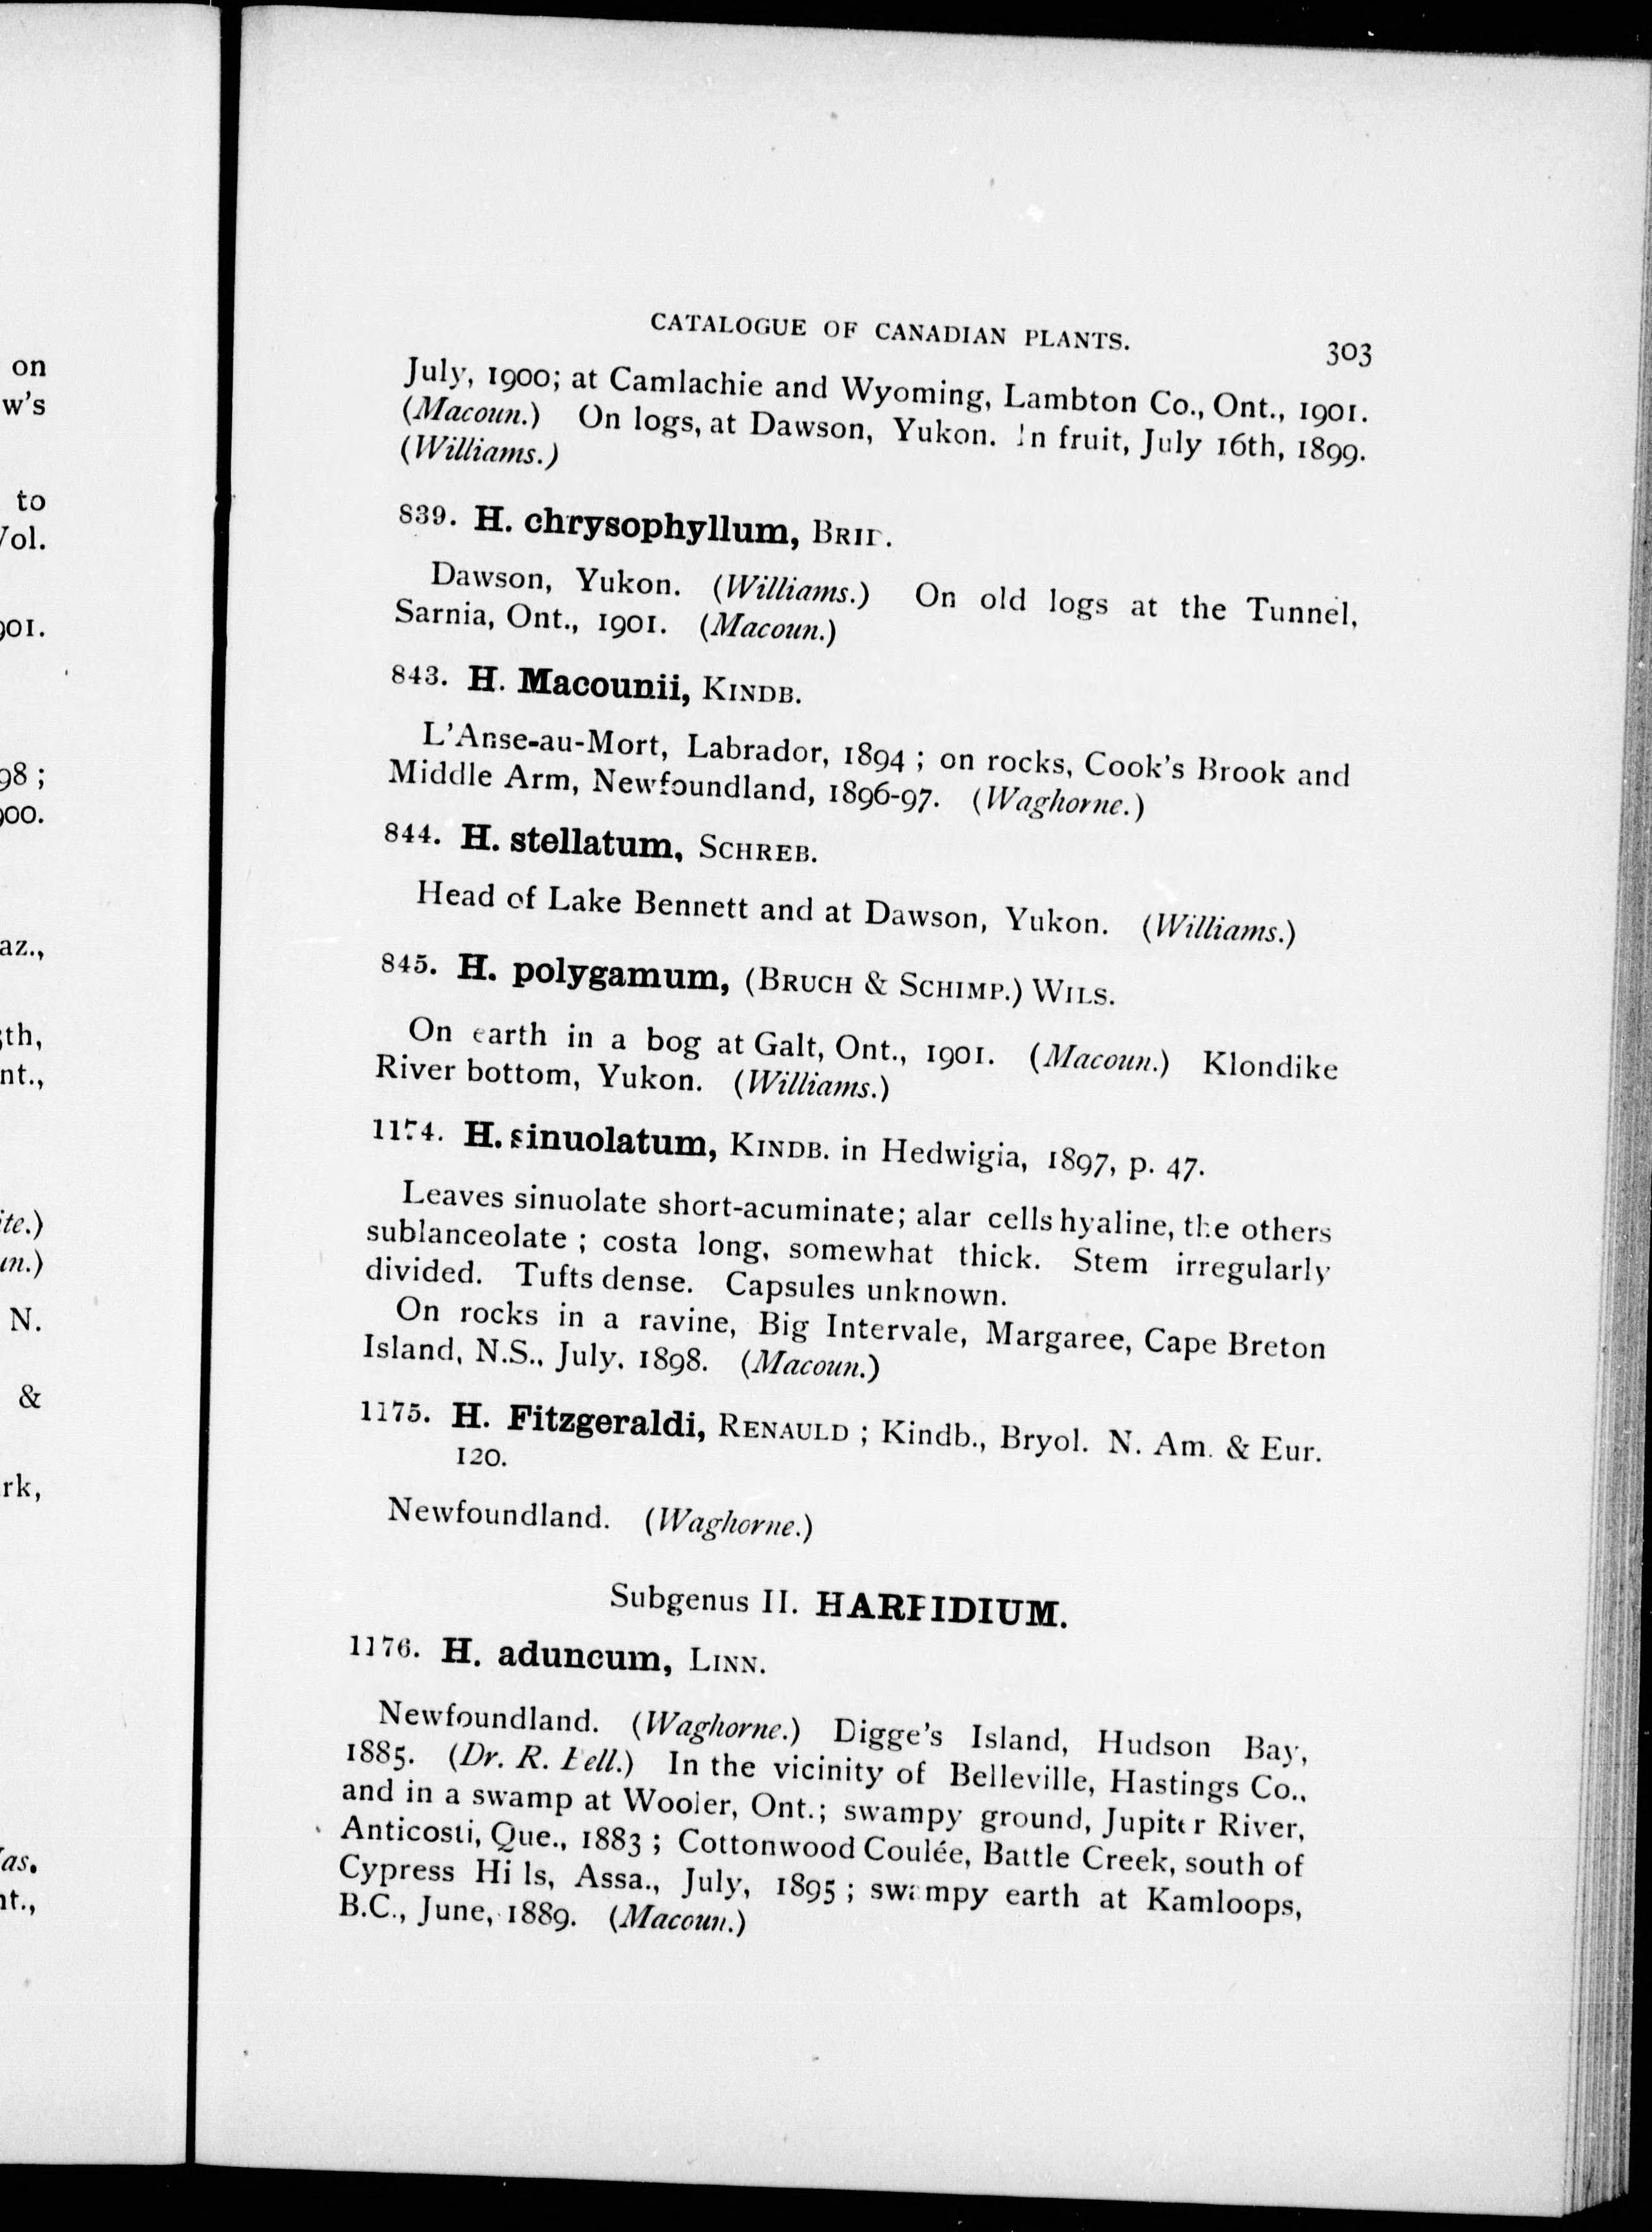 CATALOGUE OF CANADIAN PLANTS. 303
July, 1900; at Camlachie and Wyoming, Lambton Co., Ont., 1901.
(Macoun.) On logs, at Dawson, Yukon. In fruit, July 16th, 1899.
(Williams.)
839. H. chrysophyllum, BRID.
Dawson, Yukon. (Williams.) On old logs at the Tunnel,
Sarnia, Ont., 1901. (Macoun.)
843. H. Macounii, KINDB.
L'Anse-au-Mort, Labrador, 1894 ; on rocks, Cook's Brook and
Middle Arm, Newfoundland, 1896-97. (Waghorne.)
844. H. stellatum, SCHREB.
Head of Lake Bennett and at Dawson, Yukon. (Williams.)
845. H. polygamum, (BRUCH & SCHIMP.) WILS.
On earth in a bog at Galt, Ont., 1901. (Macoun.) Klondike
River bottom, Yukon. (Williams.)
1174. H. sinuolatum, KINDB. in Hedwigia, 1897, p. 47.
Leaves sinuolate short-acuminate; alar cells hyaline, the others
sublanceolate ; costa long, somewhat thick. Stem irregularly
divided. Tufts dense. Capsules unknown.
On rocks in a ravine, Big Intervale, Margaree, Cape Breton
Island, N.S., July, 1898. (Macoun.)
1175. H. Fitzgeraldi, RENAULD ; Kindb., Bryol. N. Am. & Eur.
120.
Newfoundland. (Waghorne.)
Subgenus II. HARPIDIUM.
1176. H. aduncum, LINN.
Newfoundland. (Waghorne.) Digge's Island, Hudson Bay,
1885. (Dr. R. Bell.) In the vicinity of Belleville, Hastings Co.,
and in a swamp at Wooler, Ont.; swampy ground, Jupiter River,
Anticosti, Que., 1883 ; Cottonwood Coulée, Battle Creek, south of
Cypress Hills, Assa., July, 1895 ; swampy earth at Kamloops,
B.C., June, 1889. (Macoun.)